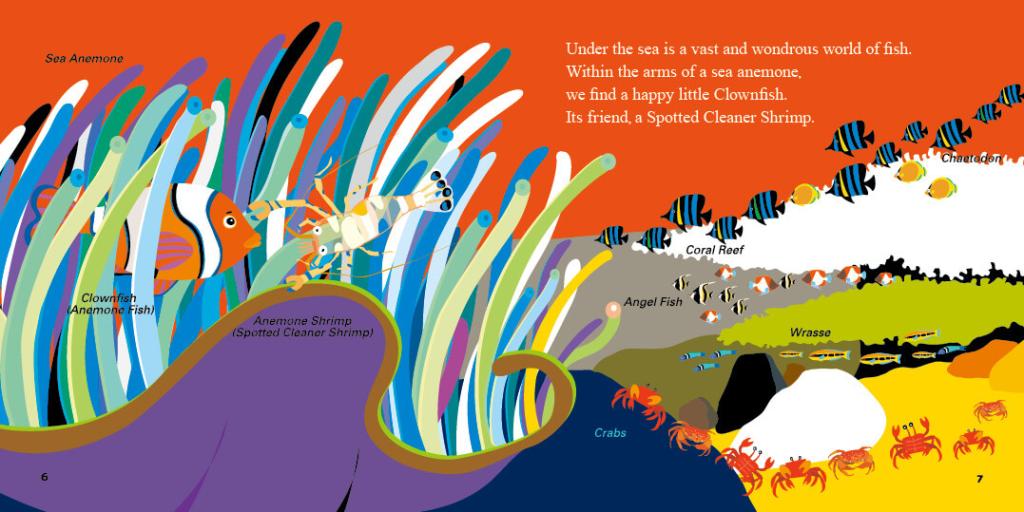 Sea Anemone
Under the sea is a vast and wondrous world of fish.
Within the arms of a sea anemone,
we find a happy little Clownfish.
Its friend, a Spotted Cleaner Shrimp.
Chaetodon
Coral Reef
Clownfish
(Anemone Fish)
Anemone Shrimp
(Spotted Cleaner Shrimp)
Angel Fish
Wrasse
Crabs
6
7